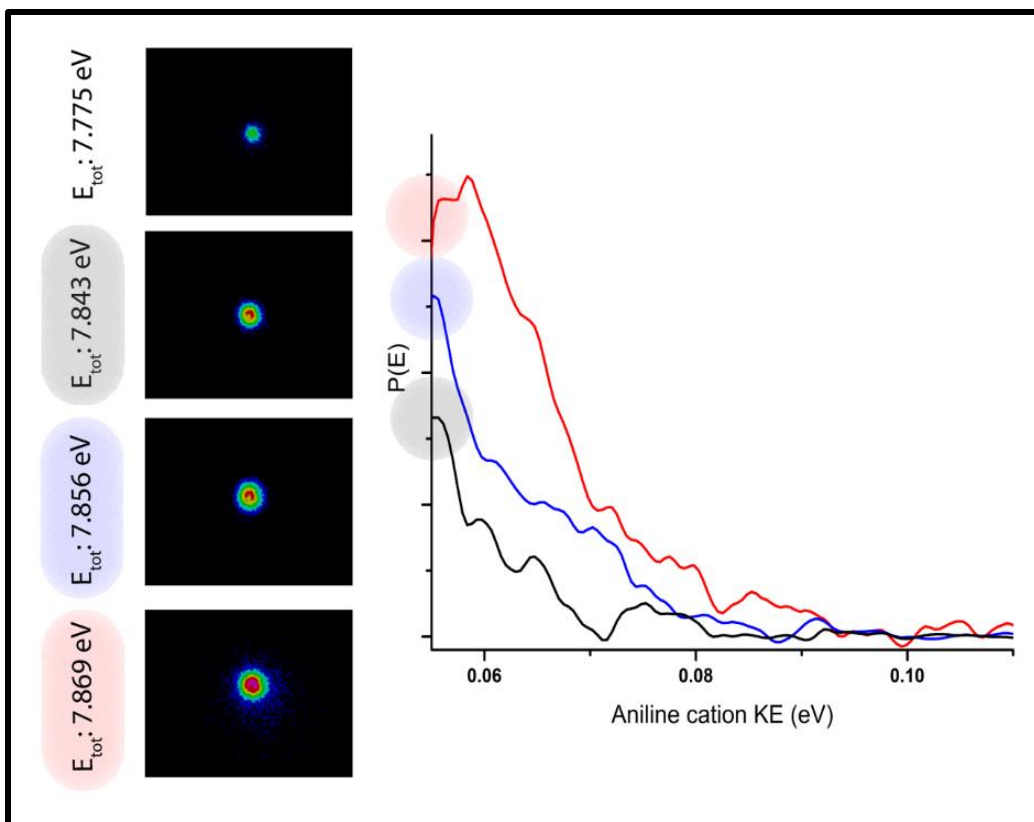 E_tot: 7.775 eV
E_tot: 7.843 eV
E_tot: 7.856 eV
E_tot: 7.869 eV
P(E)
0.06
0.08
0.10
Aniline cation KE (eV)